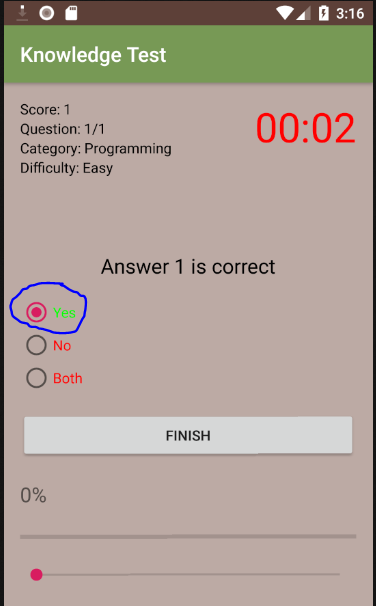 3:16
Knowledge Test
Score: 1
Question: 1/1
Category: Programming
Difficulty: Easy
00:02
Answer 1 is correct
Yes
No
Both
FINISH
0%